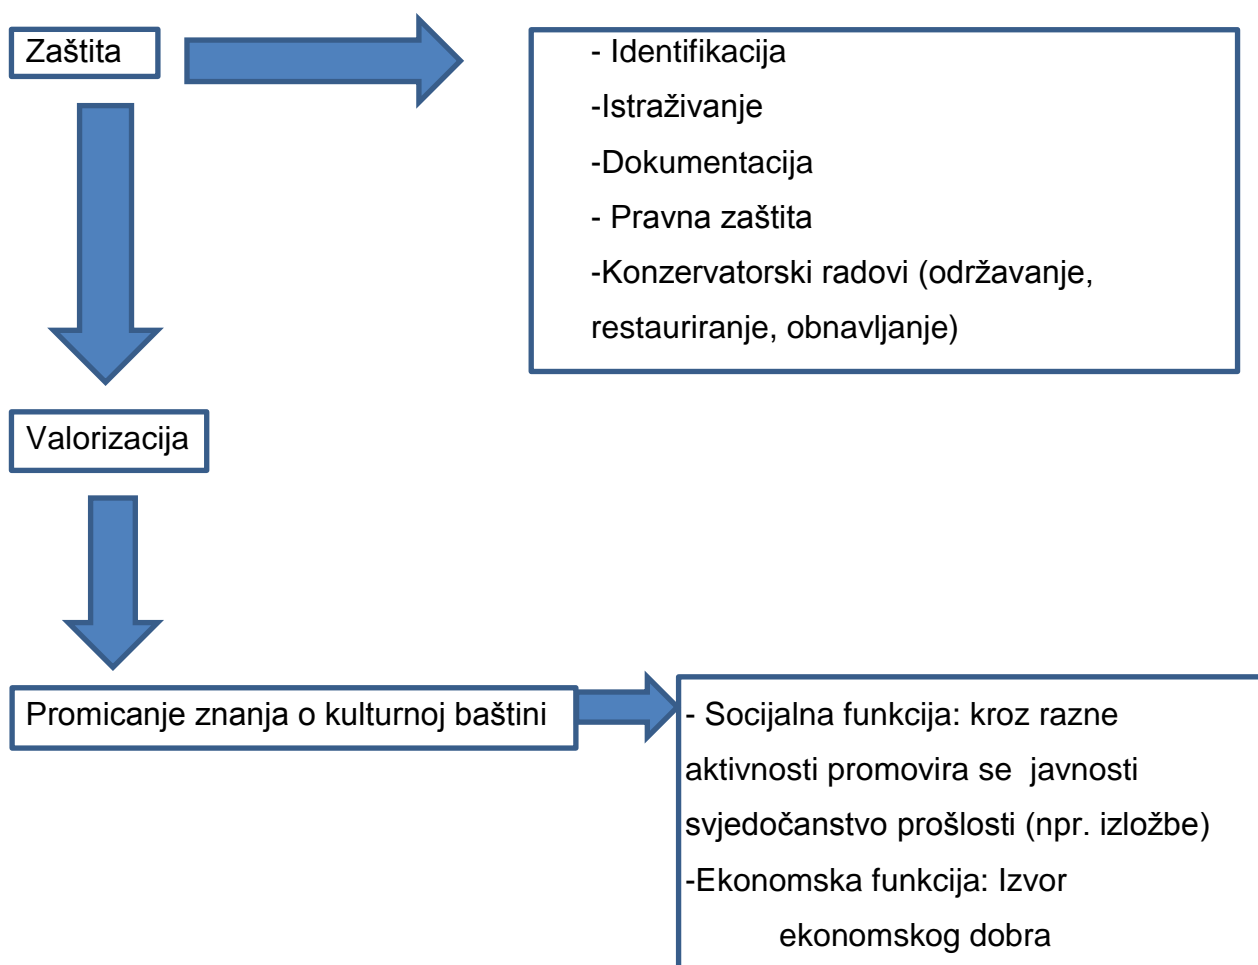 Zaštita
- Identifikacija
-Istraživanje
-Dokumentacija
- Pravna zaštita
-Konzervatorski radovi (održavanje,
restauriranje, obnavljanje)
Valorizacija
Promicanje znanja o kulturnoj baštini
- Socijalna funkcija: kroz razne
aktivnosti promovira se  javnosti
svjedočanstvo prošlosti (npr. izložbe)
-Ekonomska funkcija: Izvor
ekonomskog dobra